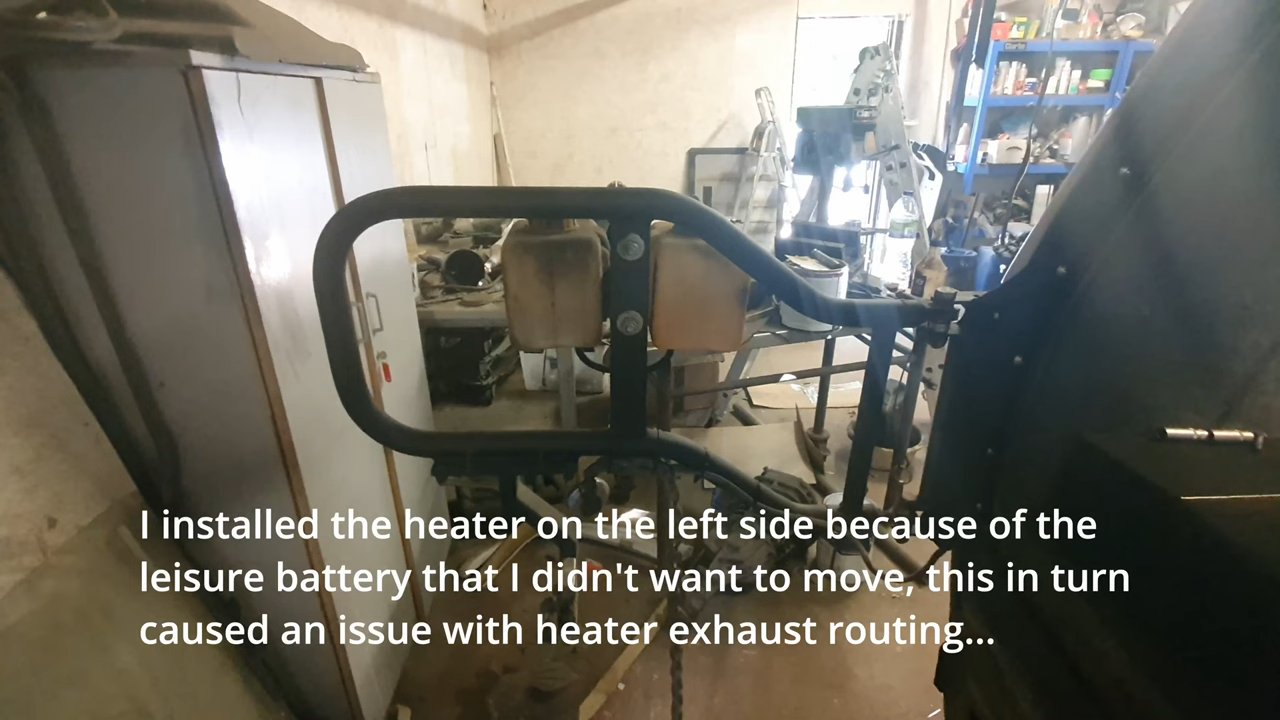 Clarke
I installed the heater on the left side because of the
leisure battery that I didn't want to move, this in turn
caused an issue with heater exhaust routing...